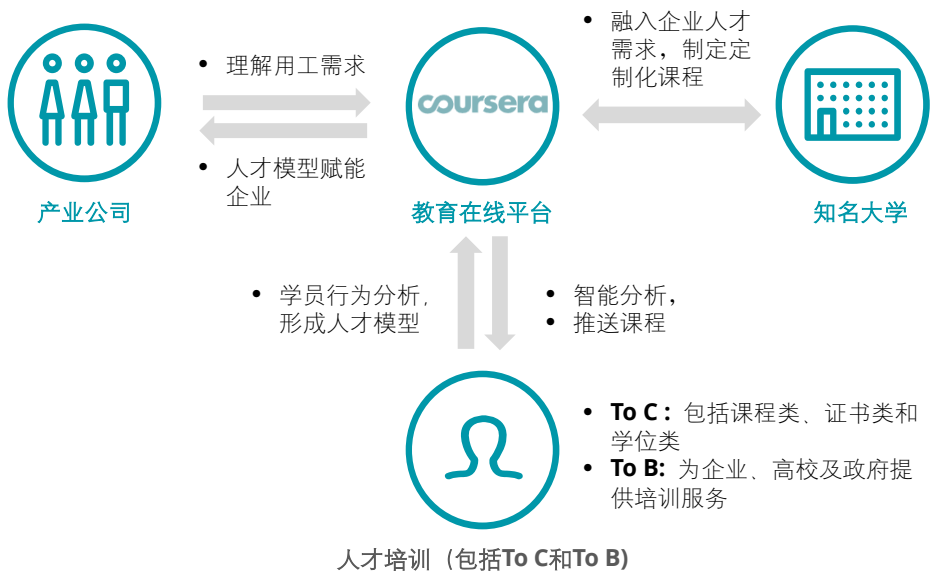 • 理解用工需求
• 人才模型赋能
企业
产业公司
coursera
教育在线平台
• 融入企业人才
需求，制定定
制化课程
知名大学
• 学员行为分析，
形成人才模型
• 智能分析，
• 推送课程
• To C：包括课程类、证书类和
学位类
• To B: 为企业、高校及政府提
供培训服务
人才培训（包括To C和To B)